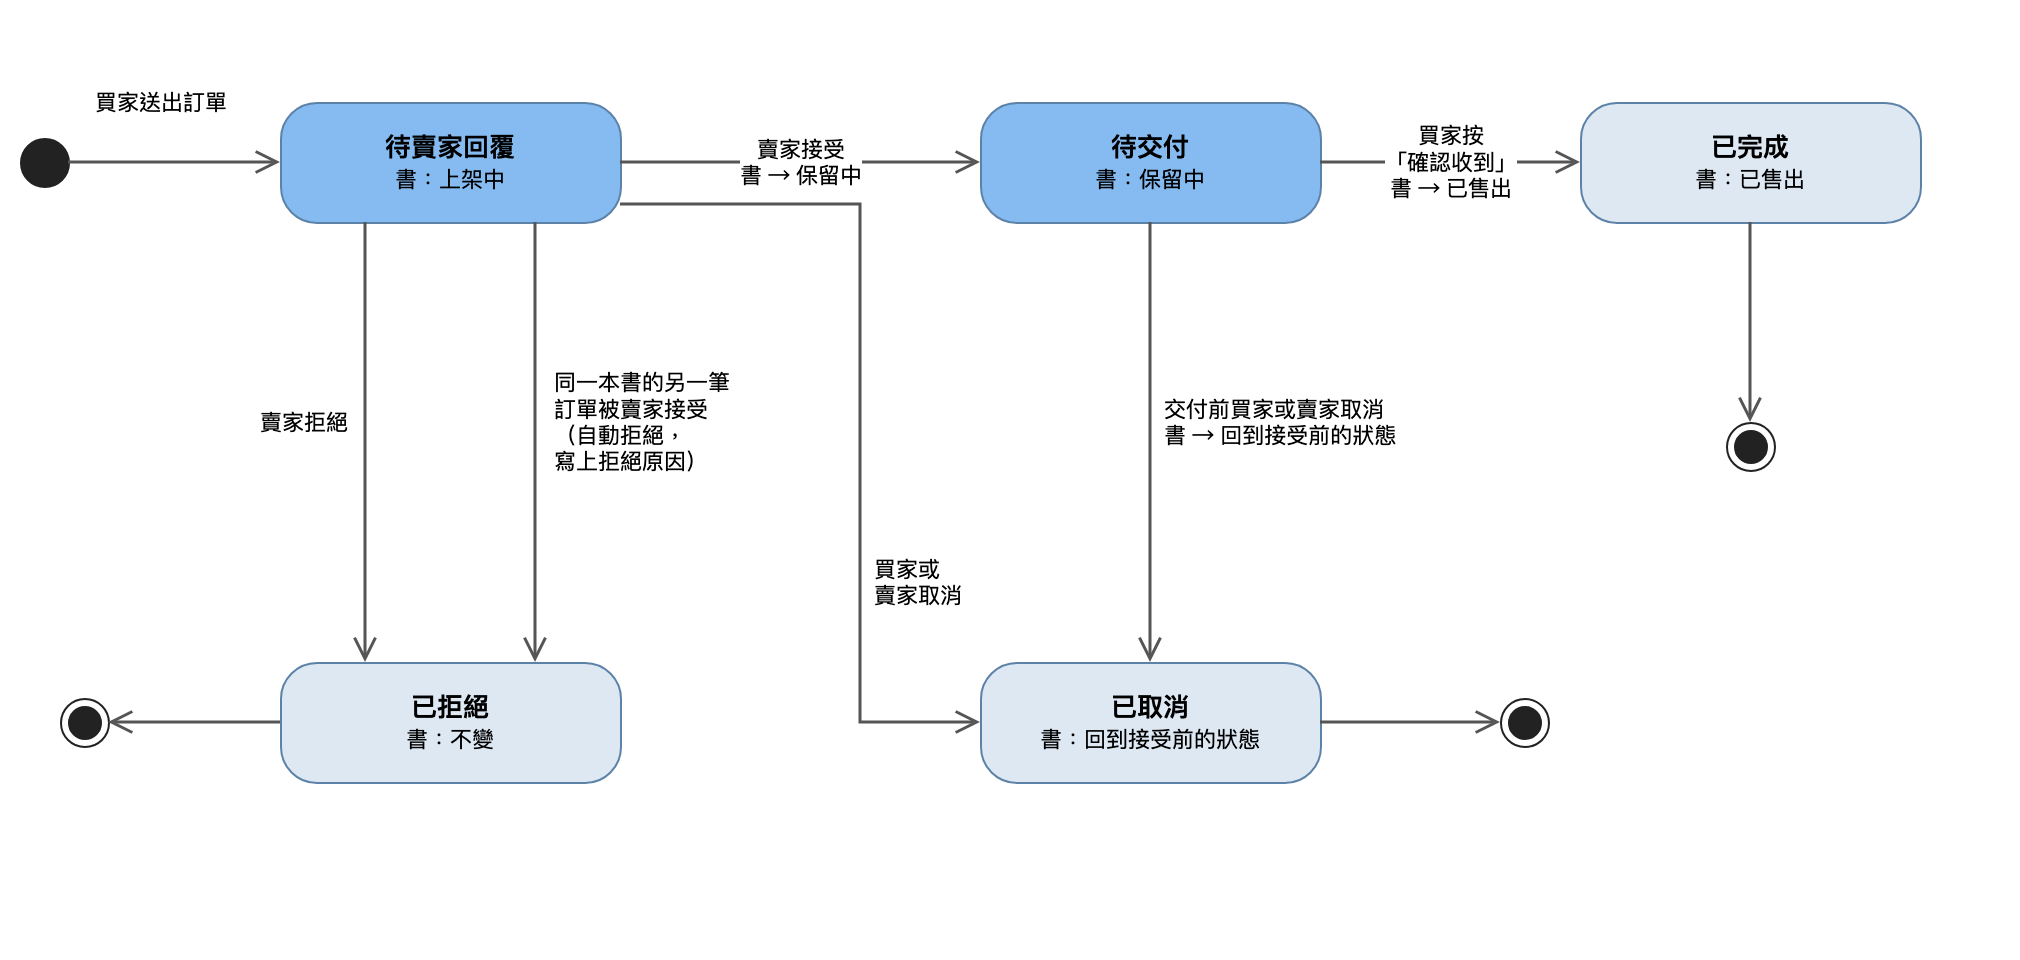 買家送出訂單
待賣家回覆
書：上架中
賣家接受
書 → 保留中
待交付
書：保留中
買家按
「確認收到」
書 → 已售出
已完成
書：已售出
賣家拒絕
同一本書的另一筆
訂單被賣家接受
（自動拒絕，
寫上拒絕原因）
交付前買家或賣家取消
書 → 回到接受前的狀態
買家或
賣家取消
已拒絕
書：不變
已取消
書：回到接受前的狀態